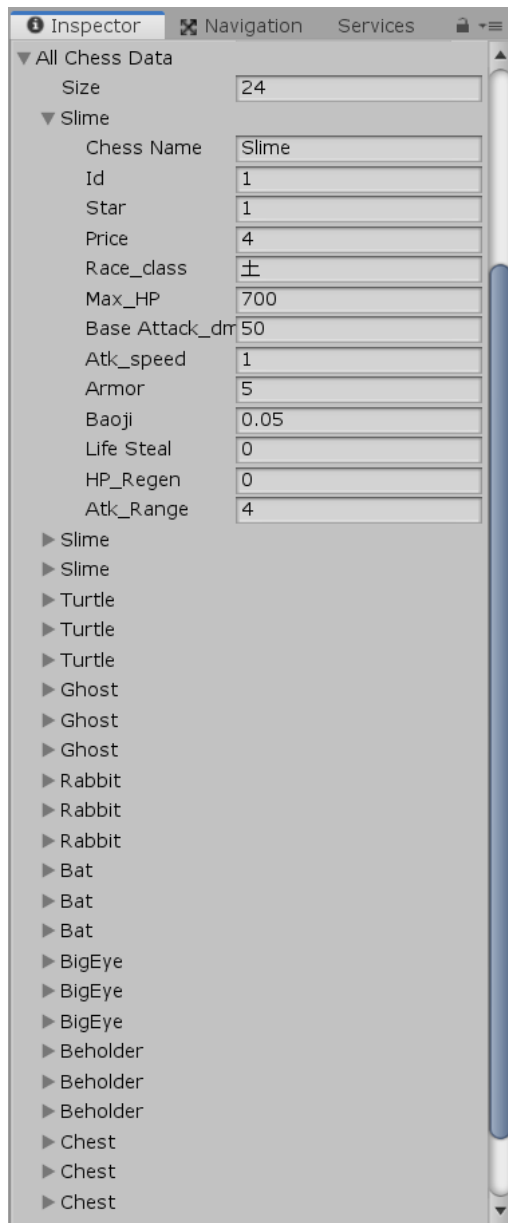 Inspector Navigation Services
All Chess Data
Size 24
Slime
Chess Name Slime
Id 1
Star 1
Price 4
Race_class 土
Max_HP 700
Base Attack_dm 50
Atk_speed 1
Armor 5
Baoji 0.05
Life Steal 0
HP_Regen 0
Atk_Range 4
Slime
Slime
Turtle
Turtle
Turtle
Ghost
Ghost
Ghost
Rabbit
Rabbit
Rabbit
Bat
Bat
Bat
BigEye
BigEye
BigEye
Beholder
Beholder
Beholder
Chest
Chest
Chest